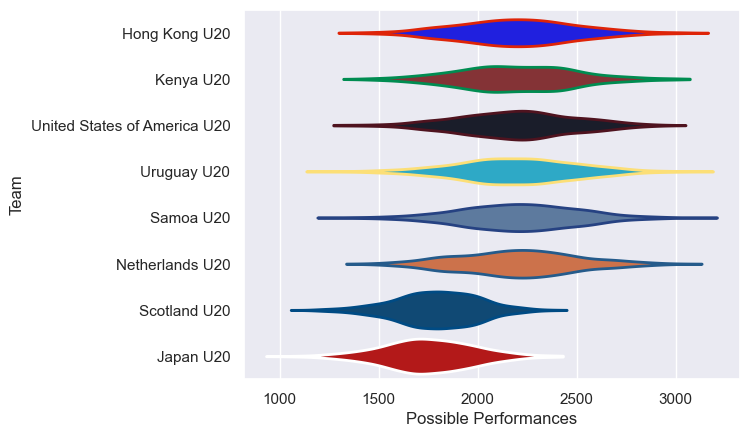 Hong Kong U20
Kenya U20
United States of America U20
Uruguay U20
Samoa U20
Netherlands U20
Scotland U20
Japan U20
Team
1000 1500 2000 2500 3000
Possible Performances